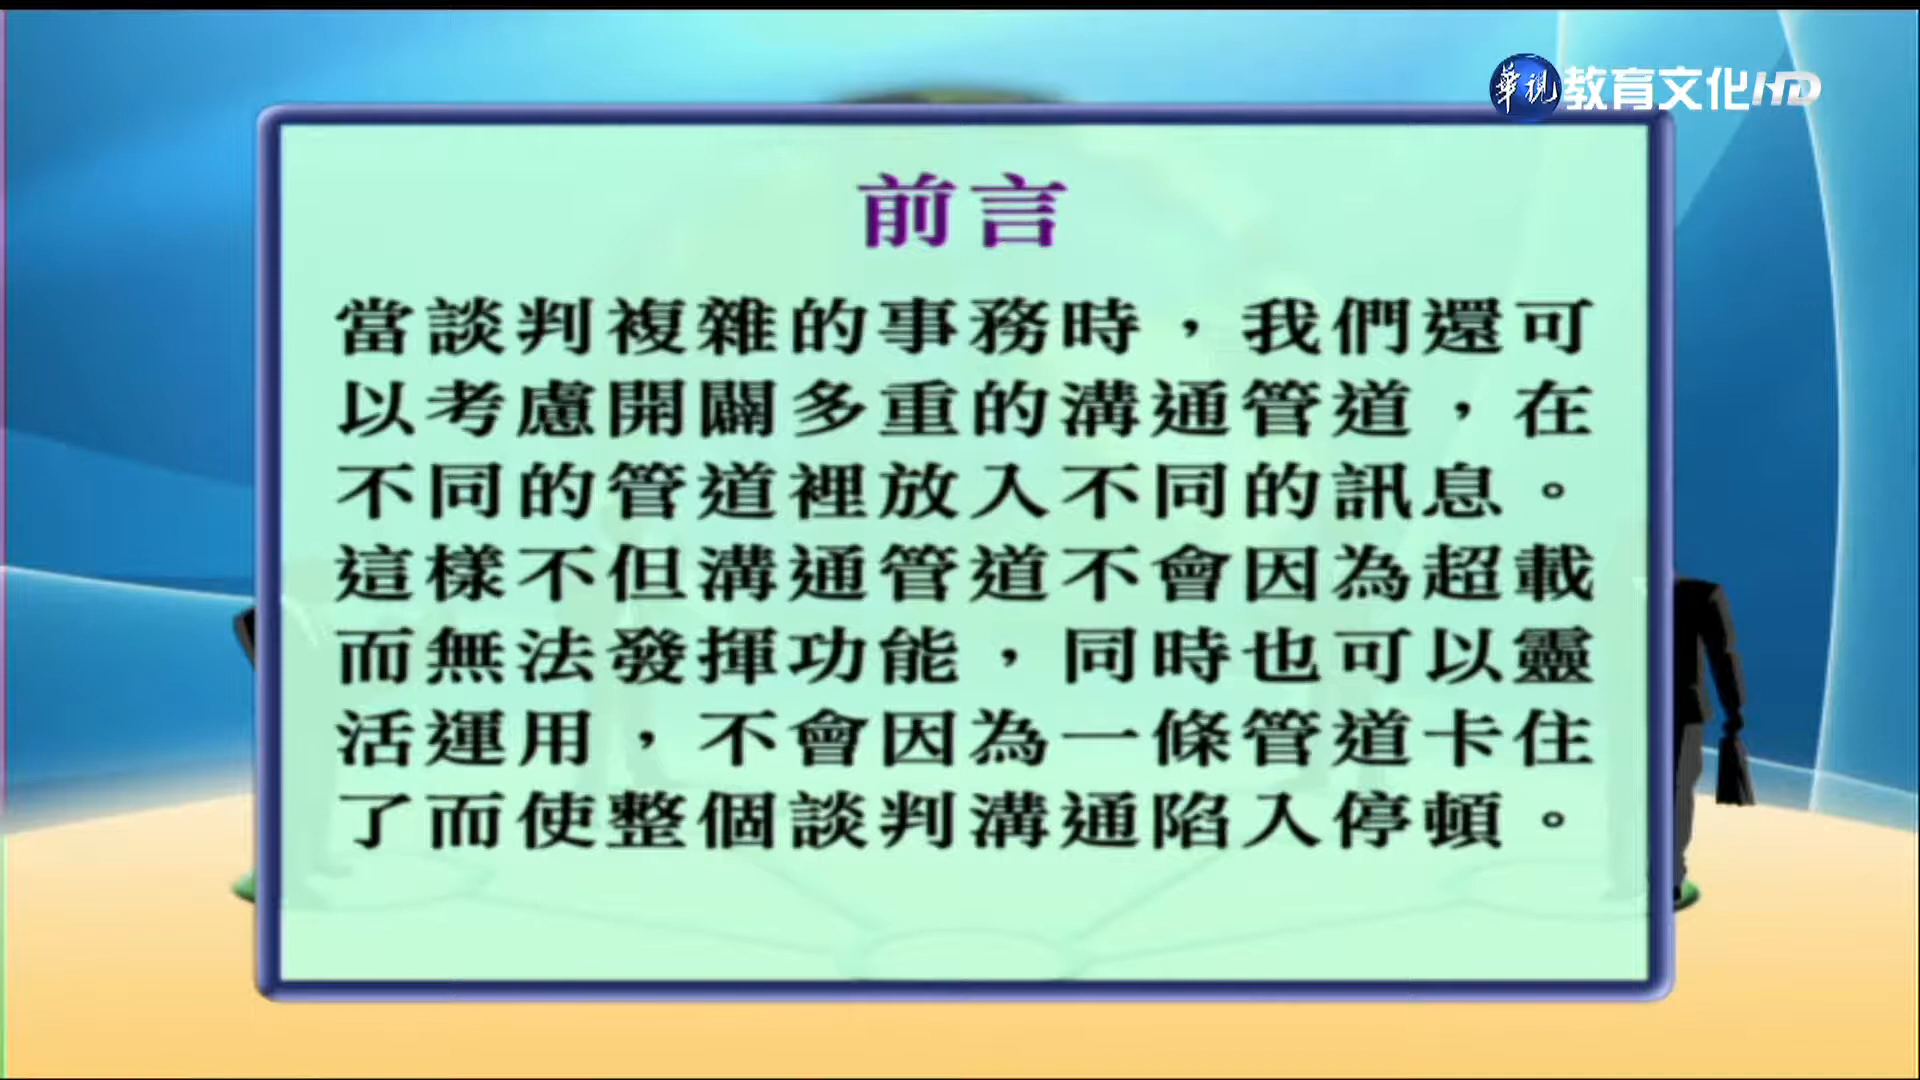 華視 教育文化HD
前言
當談判複雜的事務時，我們還可
以考慮開闢多重的溝通管道，在
不同的管道裡放入不同的訊息。
這樣不但溝通管道不會因為超載
而無法發揮功能，同時也可以靈
活運用，不會因為一條管道卡住
了而使整個談判溝通陷入停頓。